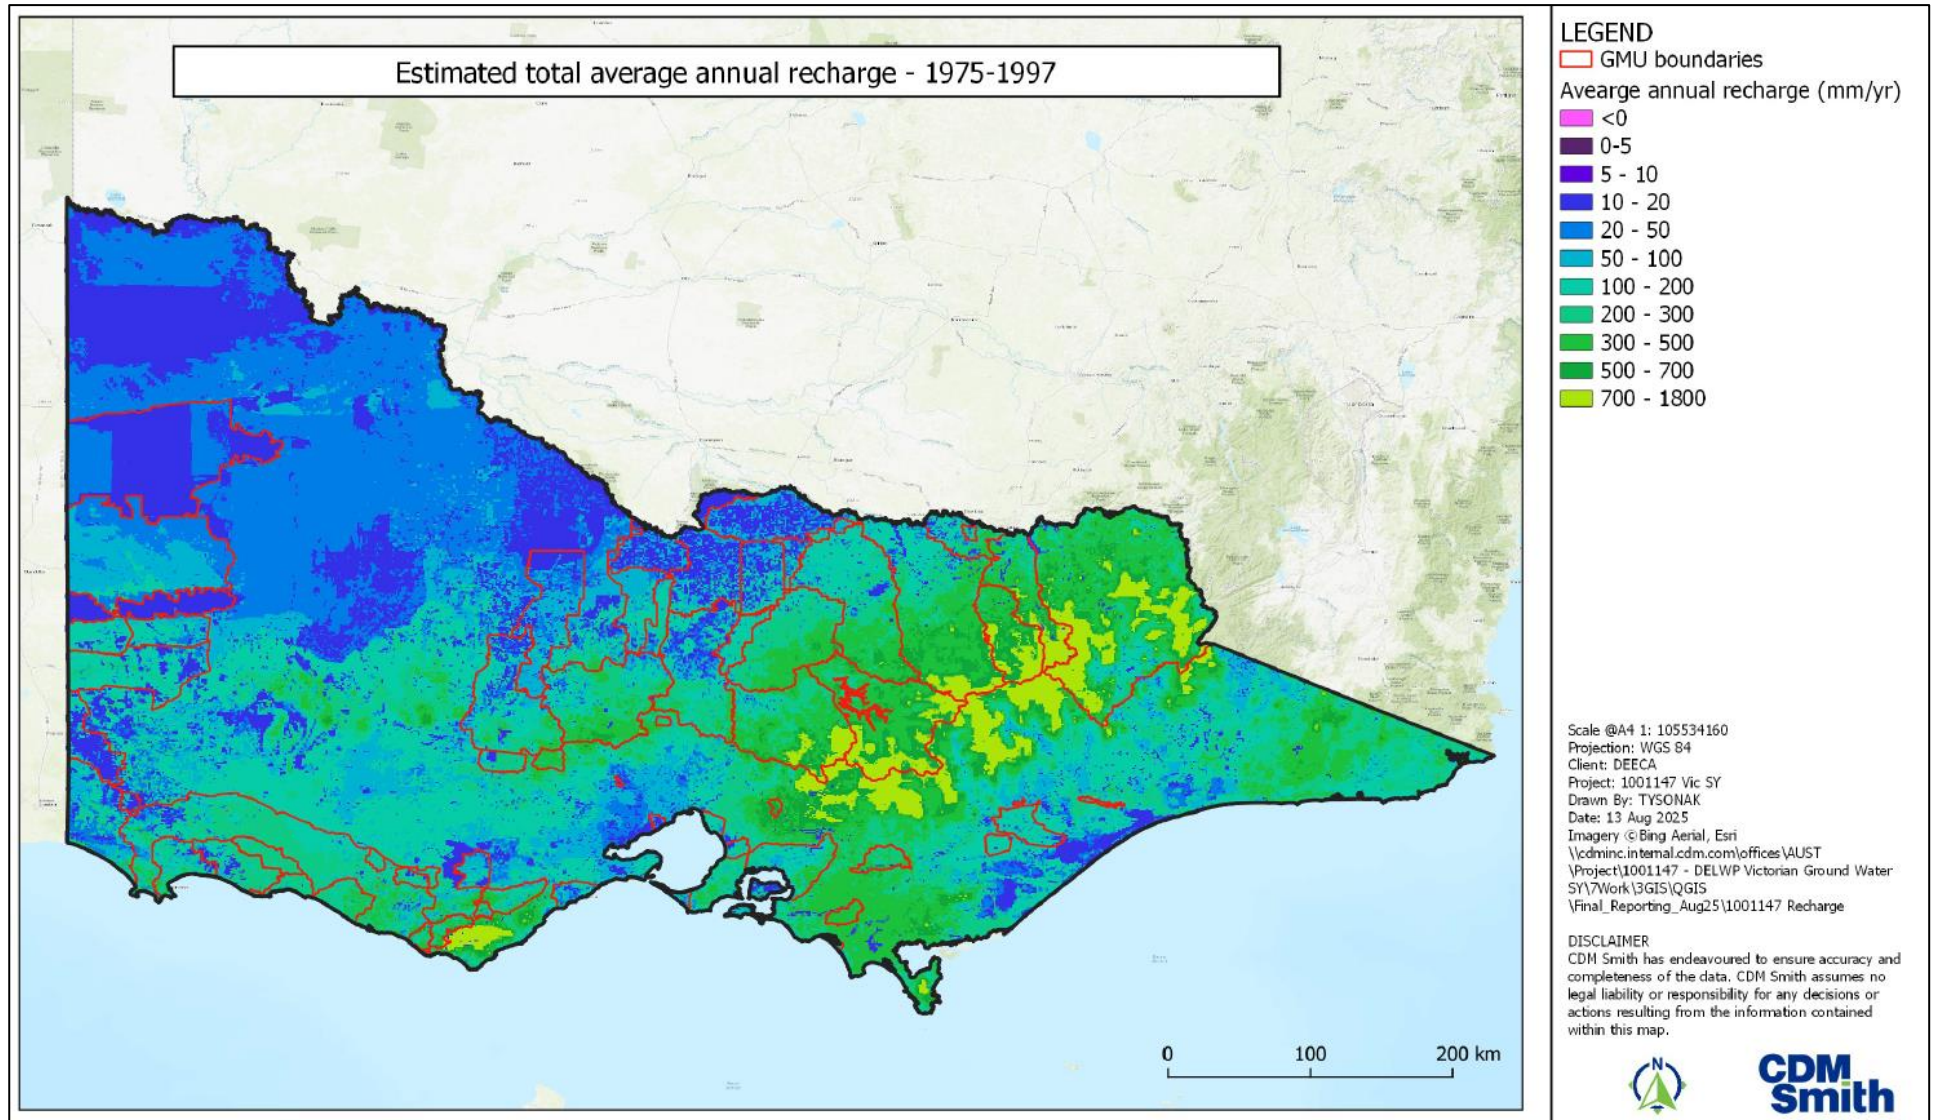 Estimated total average annual recharge - 1975-1997
LEGEND
GMU boundaries
Avearge annual recharge (mm/yr)
<0
0-5
5 - 10
10 - 20
20 - 50
50 - 100
100 - 200
200 - 300
300 - 500
500 - 700
700 - 1800
Scale @A4 1: 105534160
Projection: WGS 84
Client: DEECA
Project: 1001147 Vic SY
Drawn By: TYSONAK
Date: 13 Aug 2025
Imagery ©Bing Aerial, Esri
\\cdminc.internal.cdm.com\offices\AUST
\Project\1001147 - DELWP Victorian Ground Water
SY\7Work\3GIS\QGIS
\Final_Reporting_Aug25\1001147 Recharge
DISCLAIMER
CDM Smith has endeavoured to ensure accuracy and
completeness of the data. CDM Smith assumes no
legal liability or responsibility for any decisions or
actions resulting from the information contained
within this map.
0 100 200 km
N
CDM
Smith